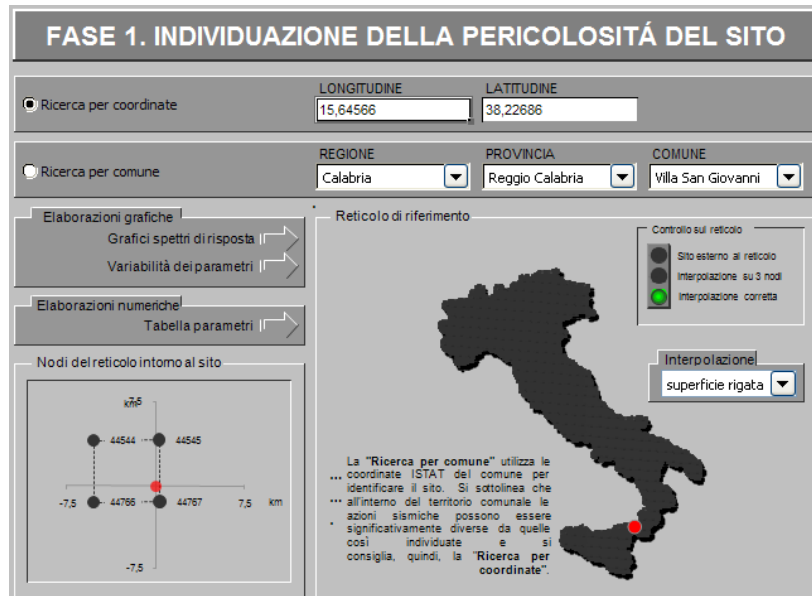 FASE 1. INDIVIDUAZIONE DELLA PERICOLOSITÁ DEL SITO
LONGITUDINE LATITUDINE
Ricerca per coordinate 15,64566 38,22686
REGIONE PROVINCIA COMUNE
Ricerca per comune Calabria Reggio Calabria Villa San Giovanni
Elaborazioni grafiche
Grafici spettri di risposta
Variabilità dei parametri
Elaborazioni numeriche
Tabella parametri
Nodi del reticolo intorno al sito
km 7,5
44544 44545
-7,5 44766 44767 7,5 km
-7,5
Reticolo di riferimento
Controllo sul reticolo
Sito esterno al reticolo
Interpolazione su 3 nodi
Interpolazione corretta
Interpolazione
superficie rigata
La "Ricerca per comune" utilizza le
coordinate ISTAT del comune per
identificare il sito. Si sottolinea che
all'interno del territorio comunale le
azioni sismiche possono essere
significativamente diverse da quelle
così individuate e si
consiglia, quindi, la "Ricerca per
coordinate".